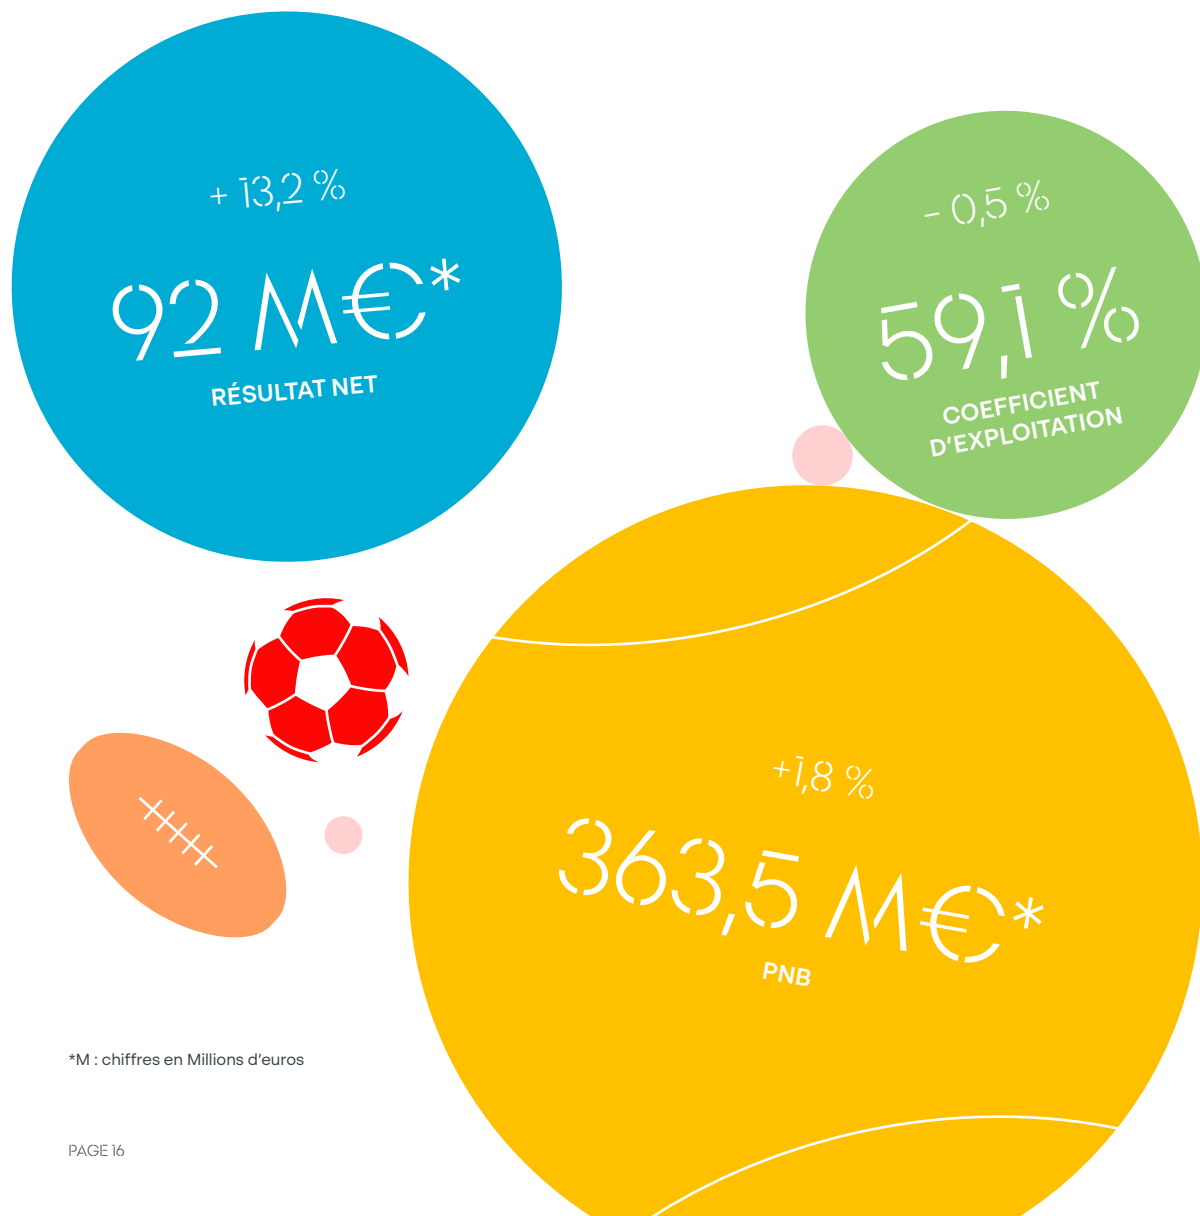 + 13,2 %
92 M€*
RÉSULTAT NET
- 0,5 %
59,1 %
COEFFICIENT
D'EXPLOITATION
+1,8 %
363,5 M€*
PNB
*M : chiffres en Millions d'euros
PAGE 16